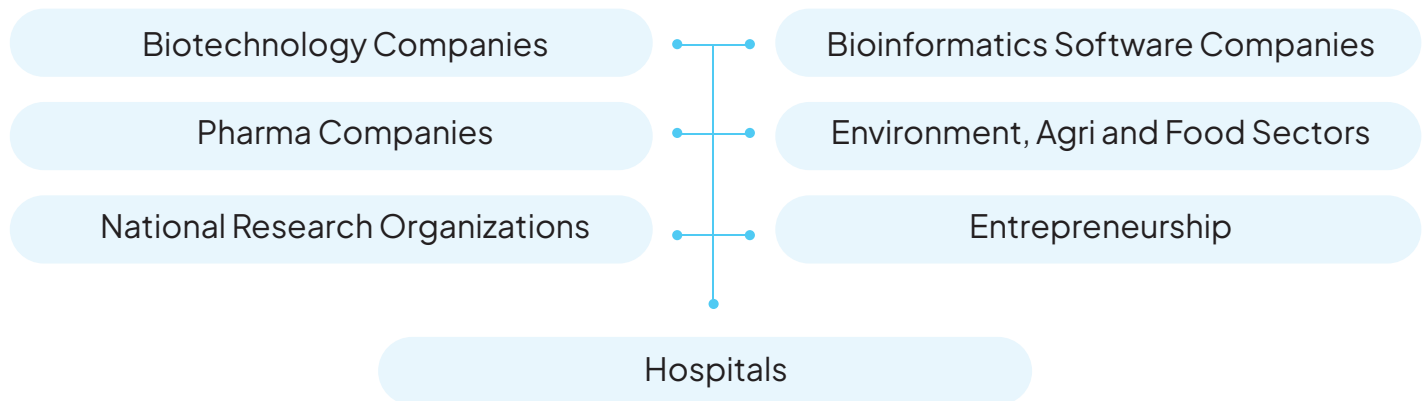 Biotechnology Companies
Bioinformatics Software Companies
Pharma Companies
Environment, Agri and Food Sectors
National Research Organizations
Entrepreneurship
Hospitals